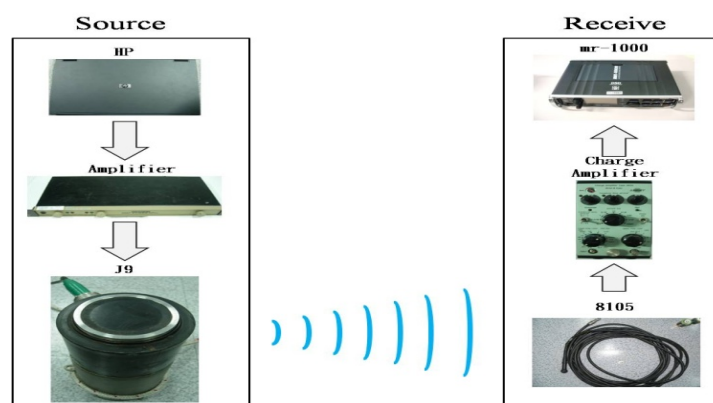 Source
HP
Amplifier
J9
Receive
mr-1000
Charge
Amplifier
8105